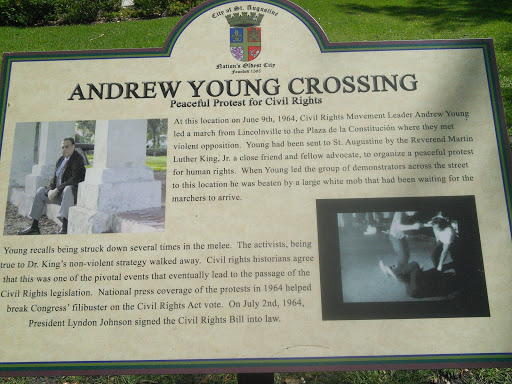 City of St. Augustine
Nation's Oldest City
Founded 1565
ANDREW YOUNG CROSSING
Peaceful Protest for Civil Rights
At this location on June 9th, 1964, Civil Rights Movement Leader Andrew Young
led a march from Lincolnville to the Plaza de la Constitución where they met
violent opposition. Young had been sent to St. Augustine by the Reverend Martin
Luther King, Jr. a close friend and fellow advocate, to organize a peaceful protest
for human rights. When Young led the group of demonstrators across the street
to this location he was beaten by a large white mob that had been waiting for the
marchers to arrive.
Young recalls being struck down several times in the melee. The activists, being
true to Dr. King's non-violent strategy walked away. Civil rights historians agree
that this was one of the pivotal events that eventually lead to the passage of the
Civil Rights legislation. National press coverage of the protests in 1964 helped
break Congress' filibuster on the Civil Rights Act vote. On July 2nd, 1964,
President Lyndon Johnson signed the Civil Rights Bill into law.